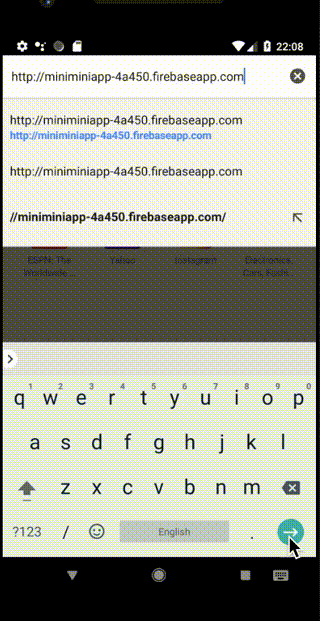 22:08
http://miniminiapp-4a450.firebaseapp.com
http://miniminiapp-4a450.firebaseapp.com
http://miniminiapp-4a450.firebaseapp.com
http://miniminiapp-4a450.firebaseapp.com
//miniminiapp-4a450.firebaseapp.com/
ESPN: The Yahoo Instagram Electronics,
Worldwide ... Cars, Fashi...
1 2 3 4 5 6 7 8 9 0
q w e r t y u i o p
a s d f g h j k l
z x c v b n m
?123 / English .